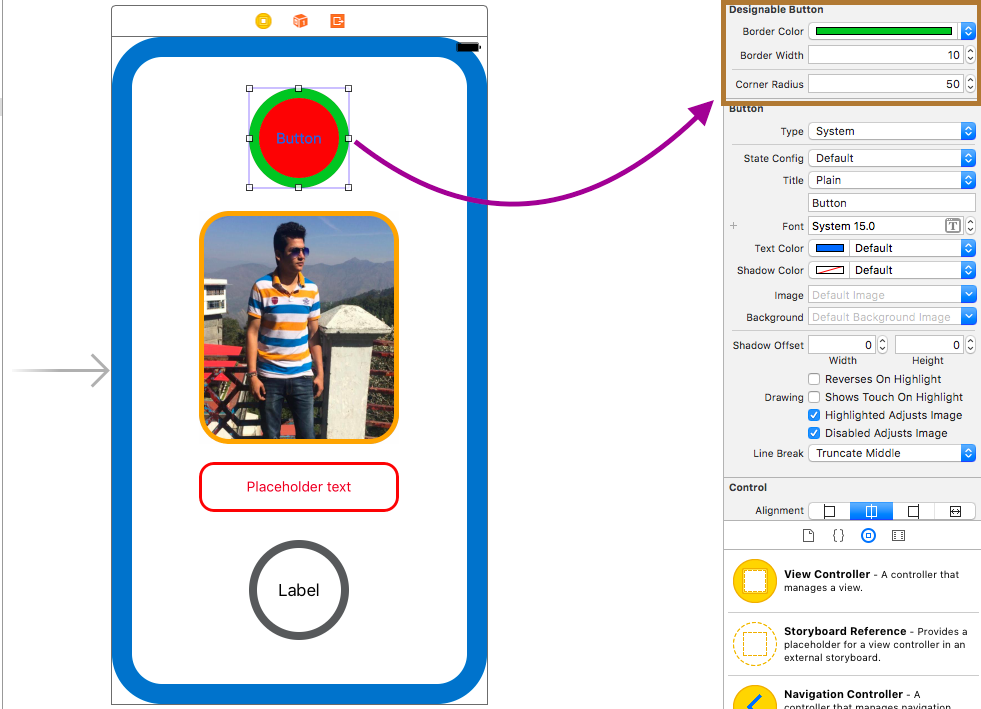 Button
Placeholder text
Label
Designable Button
Border Color
Border Width 10
Corner Radius 50
Button
Type System
State Config Default
Title Plain
Button
+ Font System 15.0 T
Text Color Default
Shadow Color Default
Image Default Image
Background Default Background Image
Shadow Offset 0 0
Width Height
Reverses On Highlight
Drawing Shows Touch On Highlight
Highlighted Adjusts Image
Disabled Adjusts Image
Line Break Truncate Middle
Control
Alignment
{ }
View Controller - A controller that
manages a view.
Storyboard Reference - Provides a
placeholder for a view controller in an
external storyboard.
Navigation Controller - A
controller that manages navigation